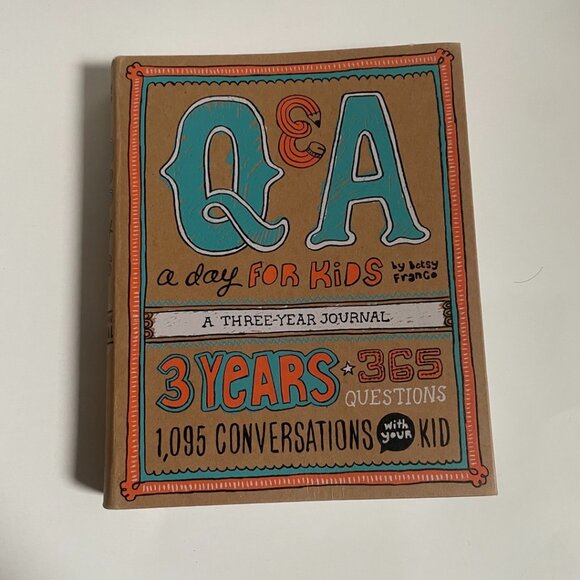 Q & A
a day FOR KIDS by betsy FRANCO
A THREE-YEAR JOURNAL
3 YEARS ★ 365 QUESTIONS
1,095 CONVERSATIONS with your KID